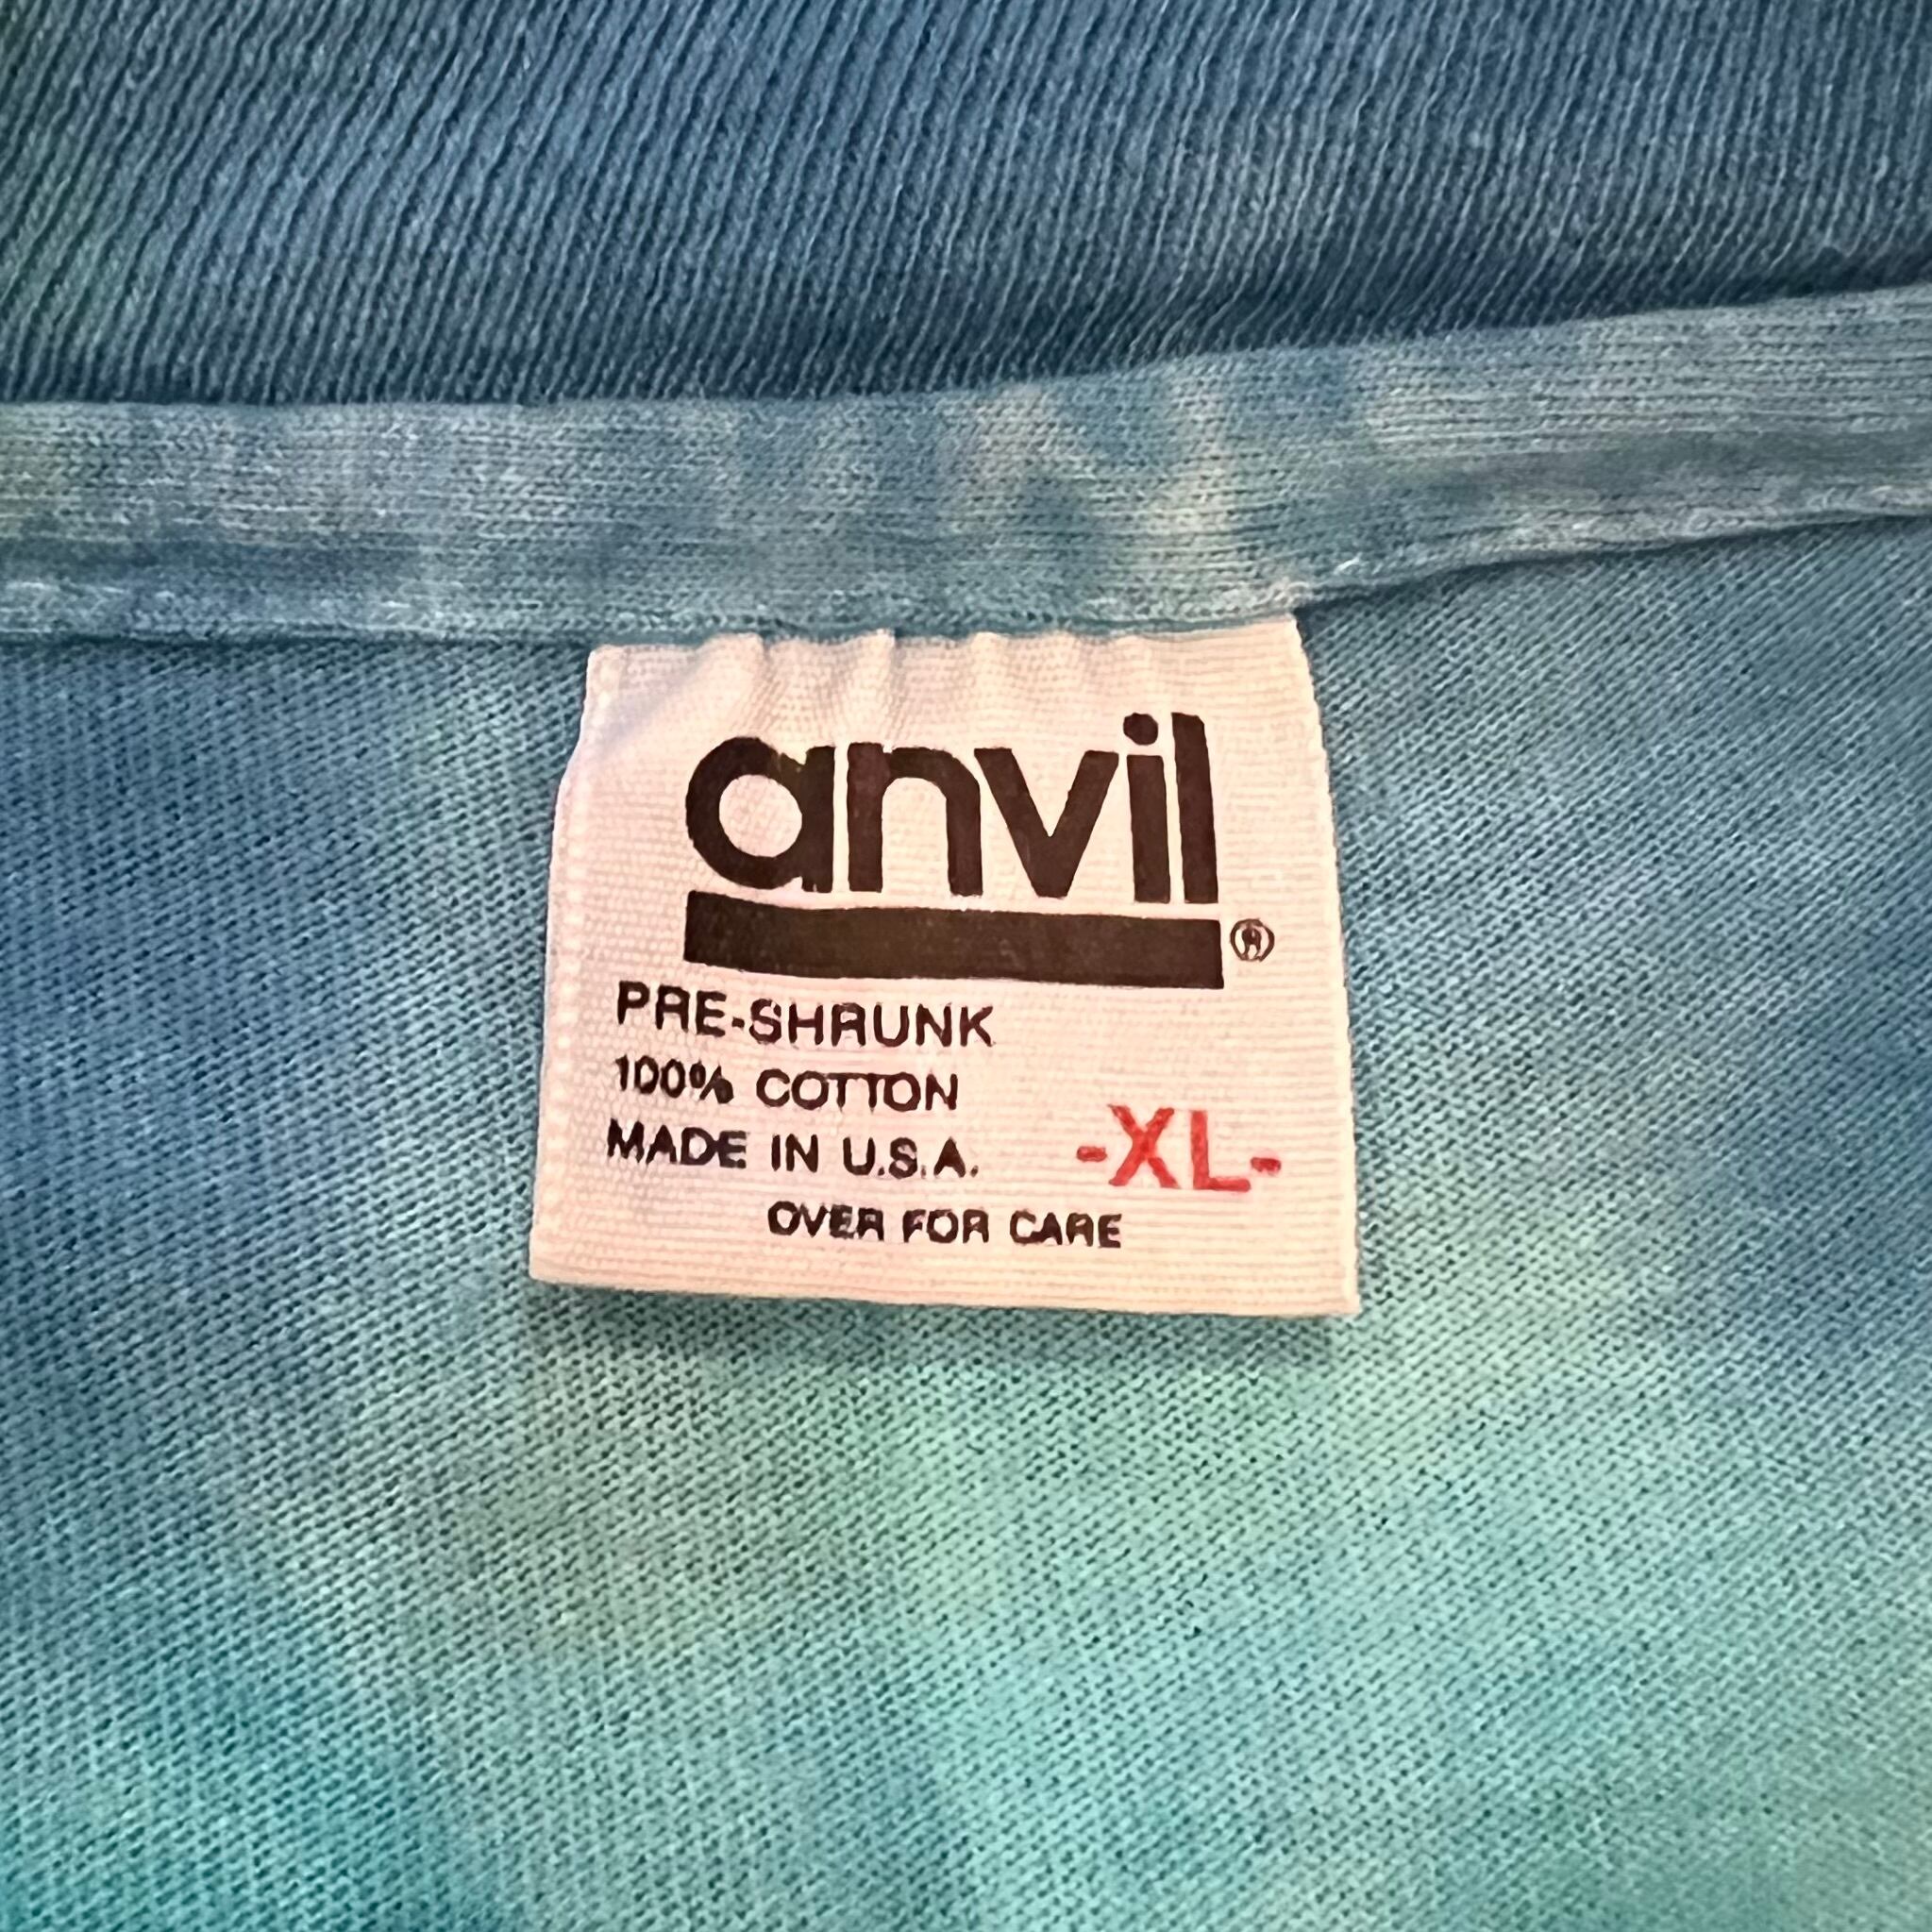 anvil®
PRE-SHRUNK
100% COTTON
MADE IN U.S.A. -XL-
OVER FOR CARE